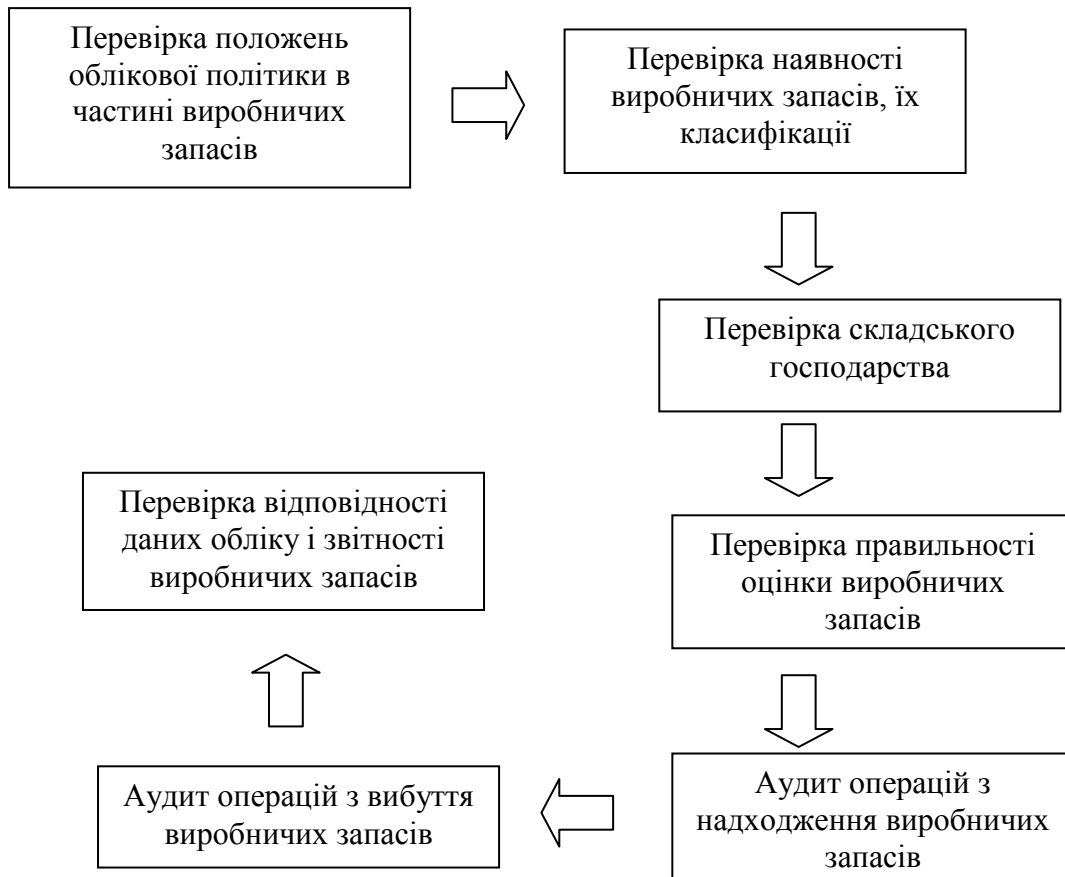 Перевірка положень
облікової політики в
частині виробничих
запасів
Перевірка наявності
виробничих запасів, їх
класифікації
Перевірка складського
господарства
Перевірка правильності
оцінки виробничих
запасів
Аудит операцій з
надходження виробничих
запасів
Аудит операцій з вибуття
виробничих запасів
Перевірка відповідності
даних обліку і звітності
виробничих запасів